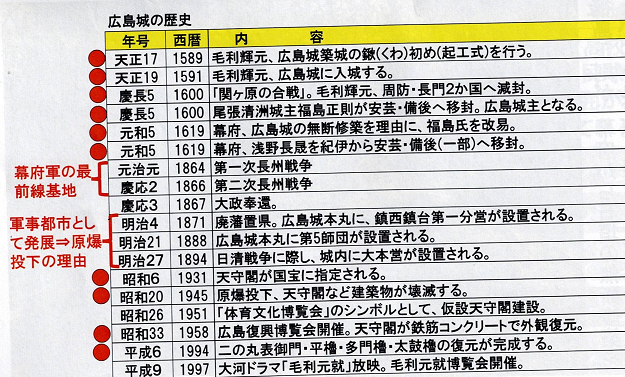 広島城の歴史
年号 西暦 内 容
天正17 1589 毛利輝元、広島城築城の鍬(くわ)初め(起工式)を行う。
天正19 1591 毛利輝元、広島城に入城する。
慶長5 1600 「関ヶ原の合戦」。毛利輝元、周防・長門2か国へ減封。
慶長5 1600 尾張清洲城主福島正則が安芸・備後へ移封。広島城主となる。
元和5 1619 幕府、広島城の無断修築を理由に、福島氏を改易。
元和5 1619 幕府、浅野長晟を紀伊から安芸・備後(一部)へ移封。
幕府軍の最前線基地
元治元 1864 第一次長州戦争
慶応2 1866 第二次長州戦争
慶応3 1867 大政奉還。
軍事都市として発展⇒原爆投下の理由
明治4 1871 廃藩置県。広島城本丸に、鎮西鎮台第一分営が設置される。
明治21 1888 広島城本丸に第5師団が設置される。
明治27 1894 日清戦争に際し、城内に大本営が設置される。
昭和6 1931 天守閣が国宝に指定される。
昭和20 1945 原爆投下、天守閣など建築物が壊滅する。
昭和26 1951 「体育文化博覧会」のシンボルとして、仮設天守閣建設。
昭和33 1958 広島復興博覧会開催。天守閣が鉄筋コンクリートで外観復元。
平成6 1994 二の丸表御門・平櫓・多門櫓・太鼓櫓の復元が完成する。
平成9 1997 大河ドラマ「毛利元就」放映。毛利元就博覧会開催。